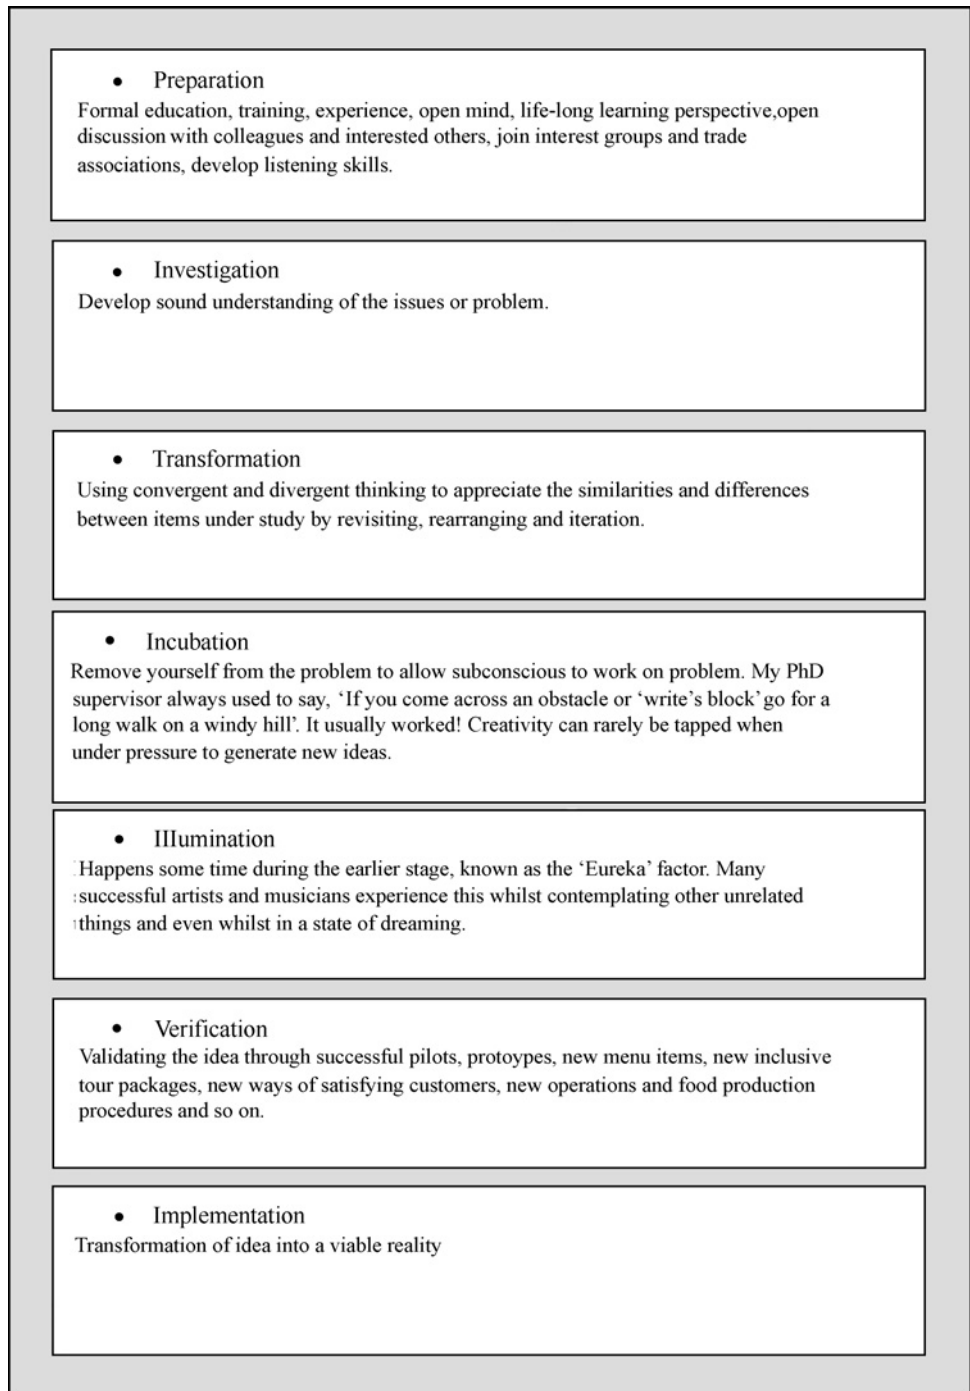 • Preparation
Formal education, training, experience, open mind, life-long learning perspective,open
discussion with colleagues and interested others, join interest groups and trade
associations, develop listening skills.
• Investigation
Develop sound understanding of the issues or problem.
• Transformation
Using convergent and divergent thinking to appreciate the similarities and differences
between items under study by revisiting, rearranging and iteration.
• Incubation
Remove yourself from the problem to allow subconscious to work on problem. My PhD
supervisor always used to say, ‘If you come across an obstacle or ‘write’s block’ go for a
long walk on a windy hill’. It usually worked! Creativity can rarely be tapped when
under pressure to generate new ideas.
• IIIumination
Happens some time during the earlier stage, known as the ‘Eureka’ factor. Many
successful artists and musicians experience this whilst contemplating other unrelated
things and even whilst in a state of dreaming.
• Verification
Validating the idea through successful pilots, protoypes, new menu items, new inclusive
tour packages, new ways of satisfying customers, new operations and food production
procedures and so on.
• Implementation
Transformation of idea into a viable reality